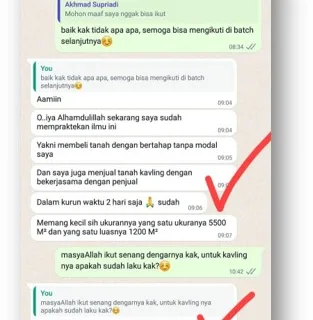 Akhmad Supriadi
Mohon maaf saya nggak bisa ikut
baik kak tidak apa apa, semoga bisa mengikuti di batch
selanjutnya😊
08:34
You
baik kak tidak apa apa, semoga bisa mengikuti di batch
selanjutnya😊
Aamiin
09:04
O..iya Alhamdulillah sekarang saya sudah
mempraktekan ilmu ini
09:04
Yakni membeli tanah dengan bertahap tanpa modal
saya
09:05
Dan saya juga menjual tanah kavling dengan
bekerjasama dengan penjual
Dalam kurun waktu 2 hari saja 🙏 sudah
09:06
Memang kecil sih ukurannya yang satu ukuranya 5500
M² dan yang satu luasnya 1200 M²
09:07
masyaAllah ikut senang dengarnya kak, untuk kavling
nya apakah sudah laku kak?😊
10:42
You
masyaAllah ikut senang dengarnya kak, untuk kavling nya
apakah sudah laku kak?😊